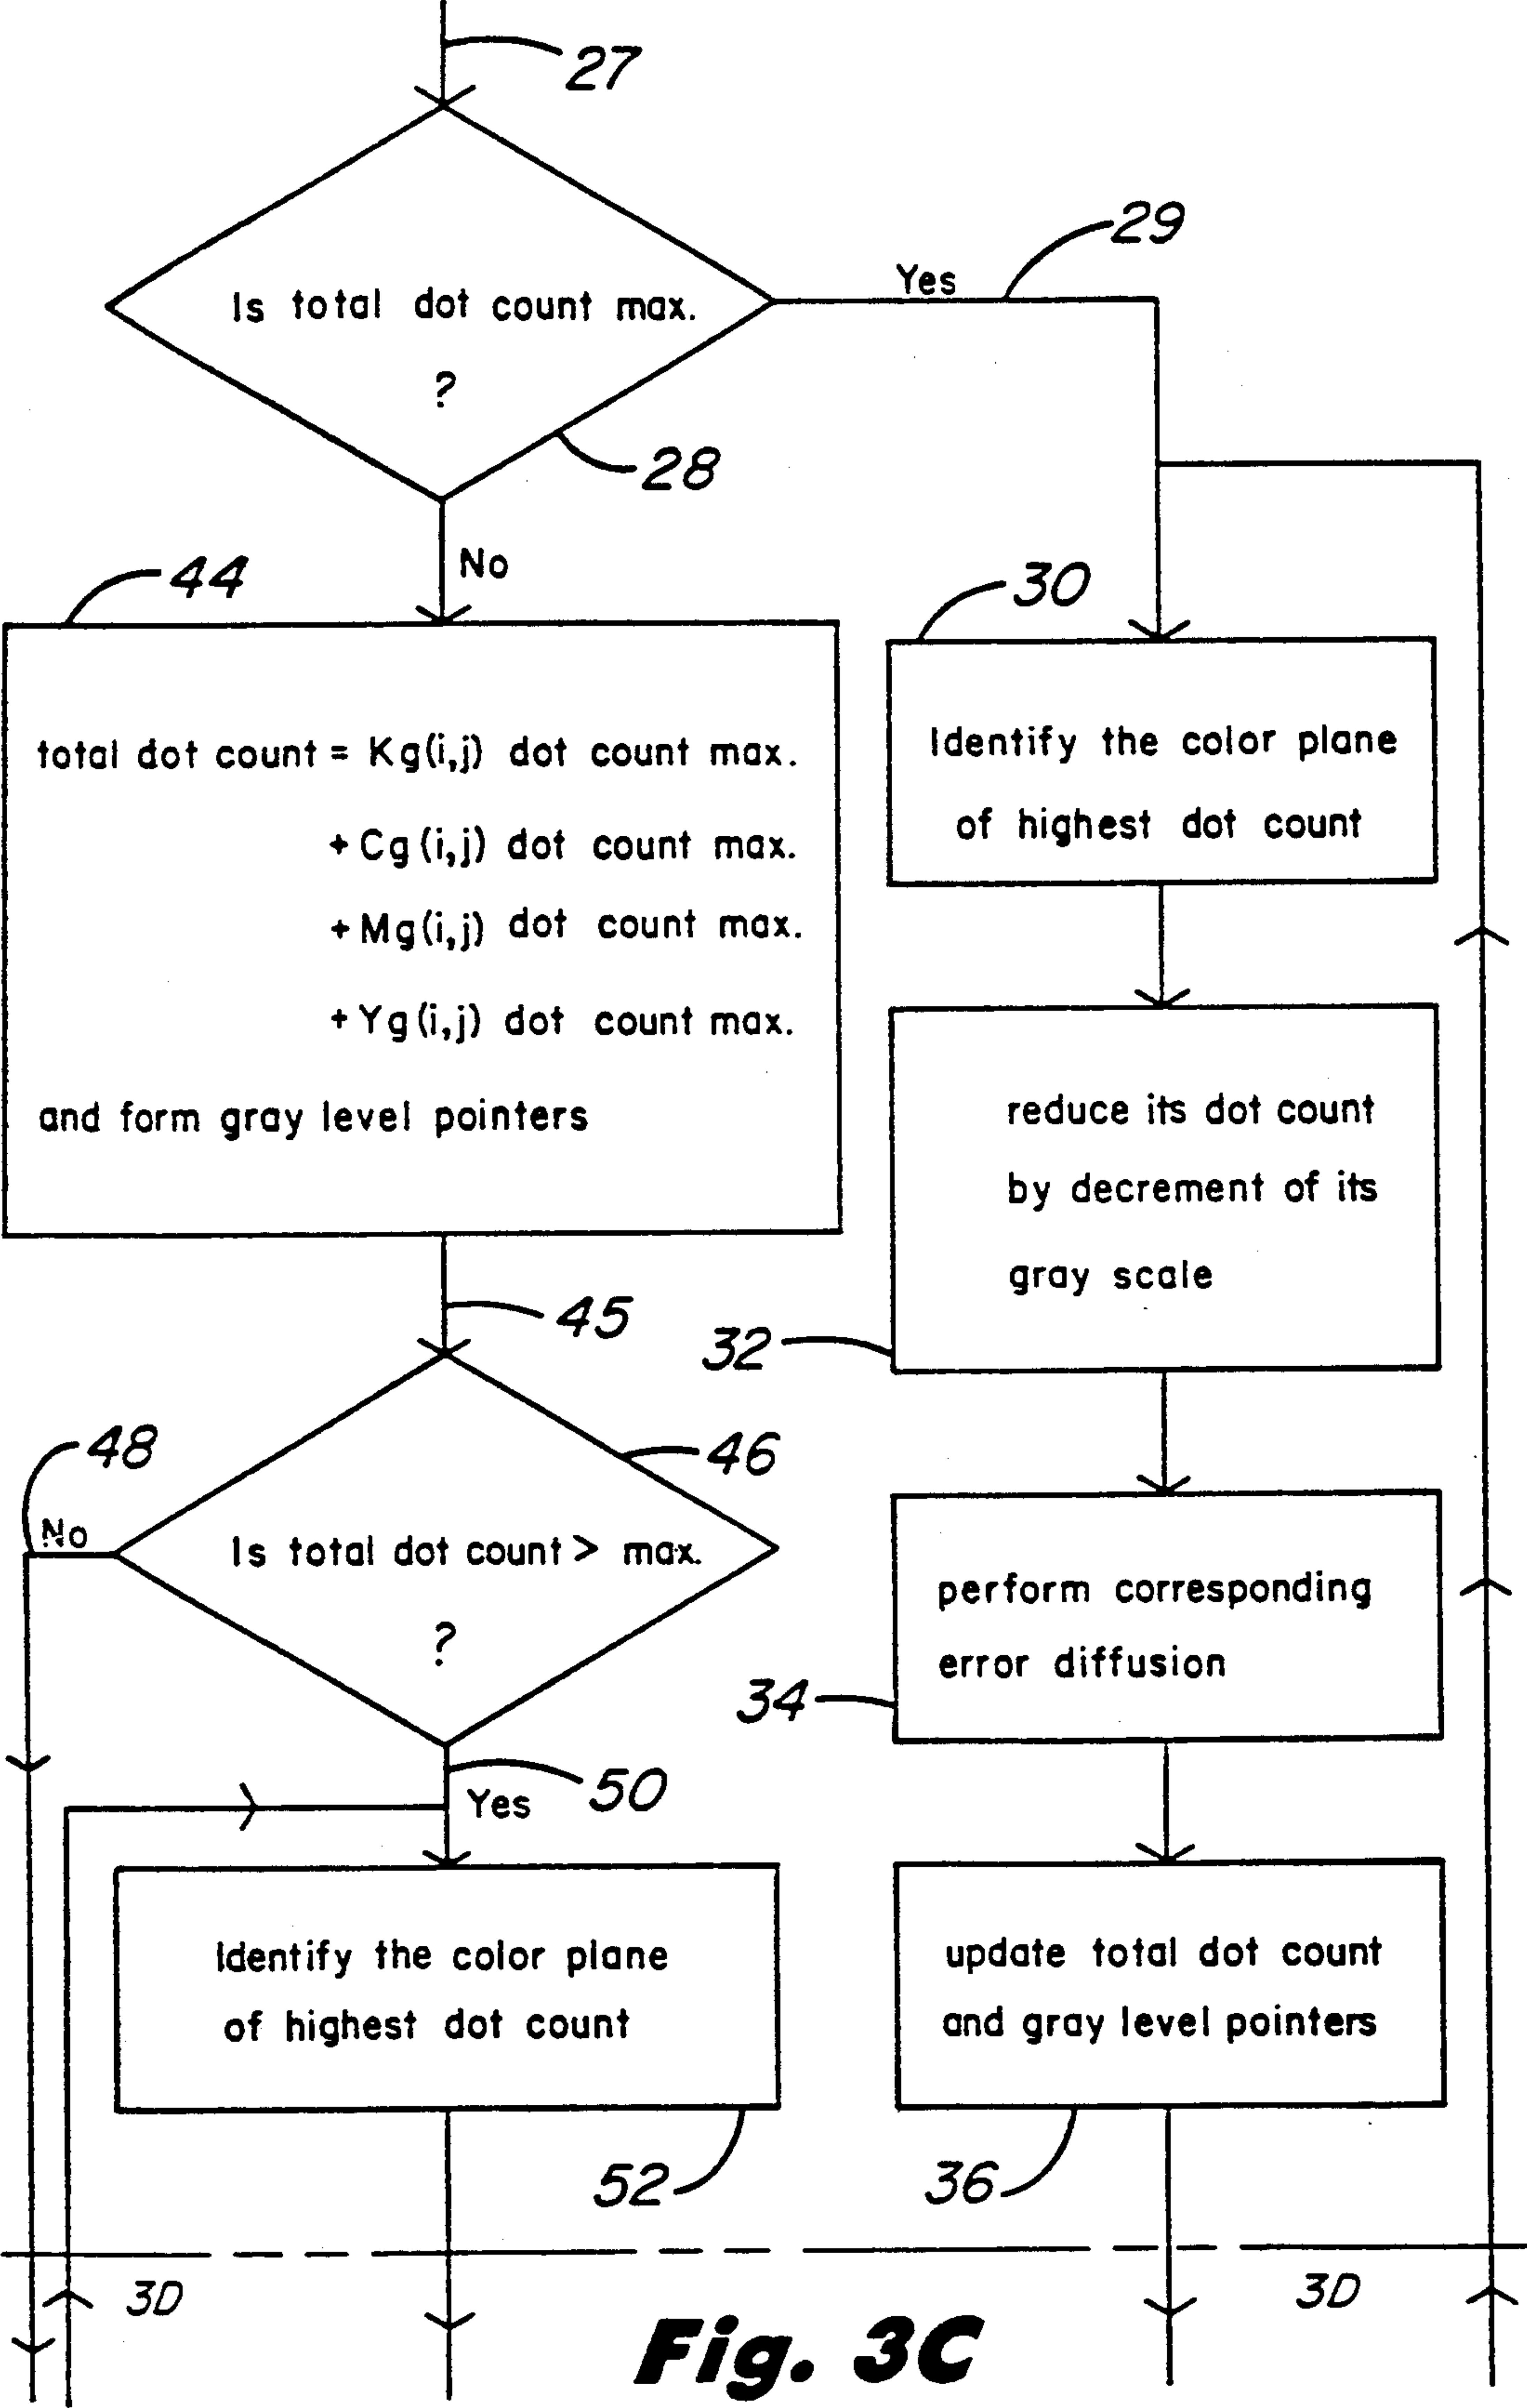 27
Is total dot count max.
?
28
Yes
29
No
44
total dot count = Kg(i,j) dot count max.
+ Cg(i,j) dot count max.
+ Mg(i,j) dot count max.
+ Yg(i,j) dot count max.
and form gray level pointers
30
Identify the color plane
of highest dot count
reduce its dot count
by decrement of its
gray scale
32
45
46
48
No
Is total dot count > max.
?
perform corresponding
error diffusion
34
50
Yes
Identify the color plane
of highest dot count
52
update total dot count
and gray level pointers
36
3D
3D
Fig. 3C